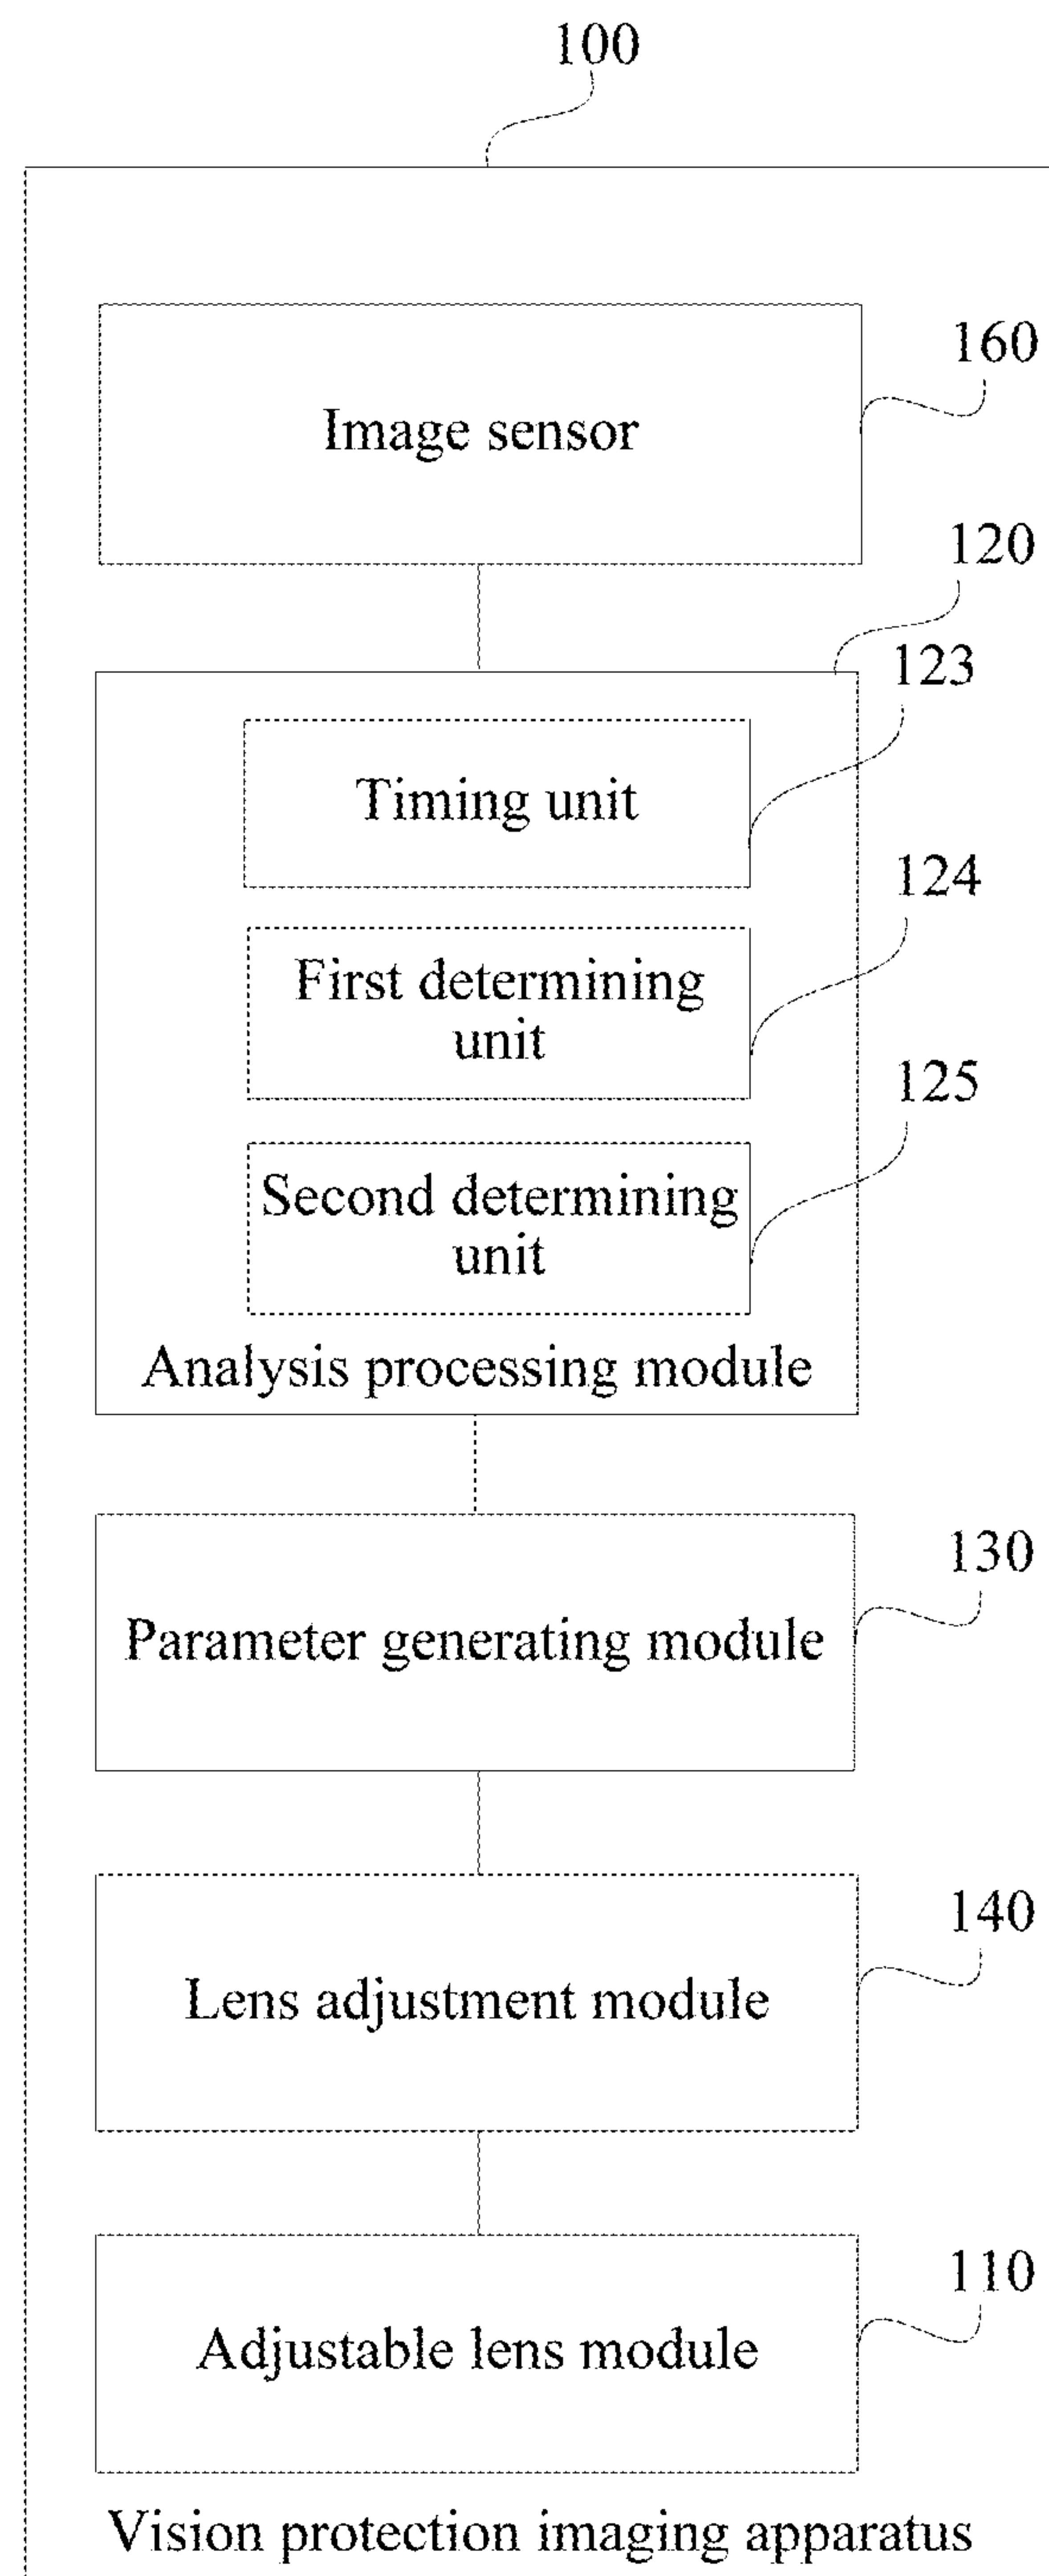 100
160
Image sensor
120
123
Timing unit
124
First determining
unit
125
Second determining
unit
Analysis processing module
130
Parameter generating module
140
Lens adjustment module
110
Adjustable lens module
Vision protection imaging apparatus